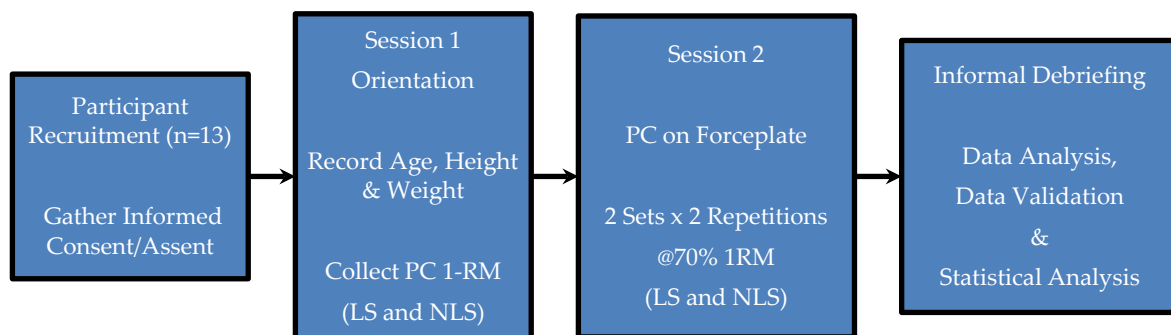 Participant
Recruitment (n=13)
Gather Informed
Consent/Assent
Session 1
Orientation
Record Age, Height
& Weight
Collect PC 1-RM
(LS and NLS)
Session 2
PC on Forceplate
2 Sets x 2 Repetitions
@70% 1RM
(LS and NLS)
Informal Debriefing
Data Analysis,
Data Validation
&
Statistical Analysis